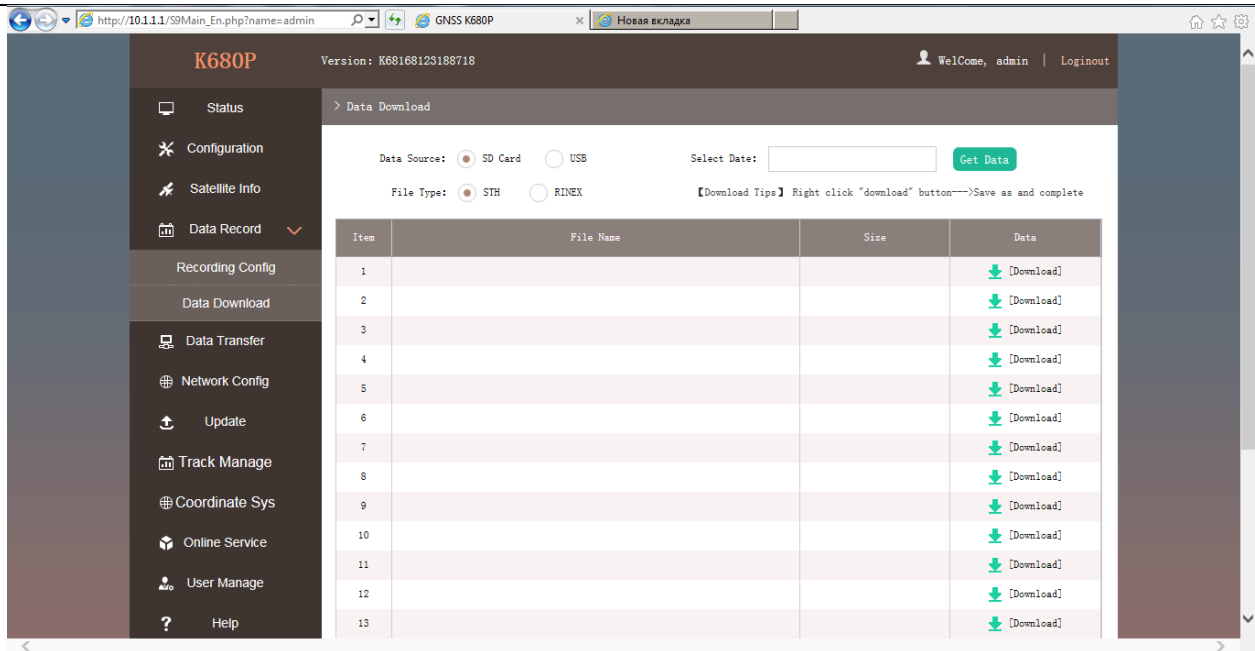 http://10.1.1.1/S9Main_En.php?name=admin GNSS K680P Новая вкладка
K680P Version: K68168123188718 WelCome, admin | Loginout
Status
> Data Download
Configuration
Data Source: SD Card USB Select Date: Get Data
Satellite Info
File Type: STH RINEX 【Download Tips】 Right click "download" button--->Save as and complete
Data Record
Item File Name Size Data
Recording Config
1 [Download]
Data Download
2 [Download]
3 [Download]
Data Transfer
4 [Download]
Network Config
5 [Download]
Update
6 [Download]
7 [Download]
Track Manage
8 [Download]
Coordinate Sys
9 [Download]
Online Service
10 [Download]
11 [Download]
User Manage
12 [Download]
Help
13 [Download]